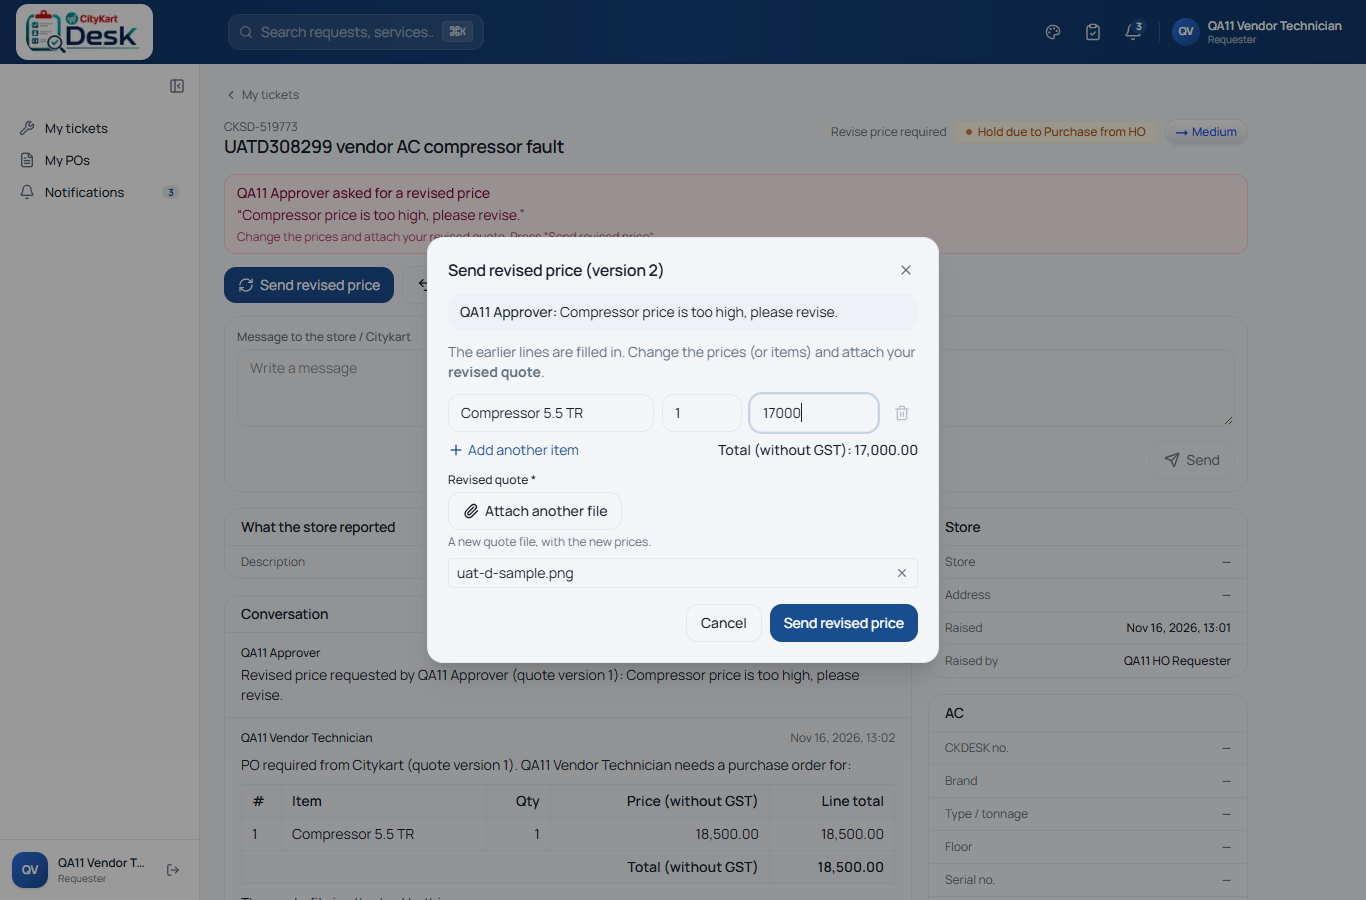 CityKart
Desk
Search requests, services..
⌘K
3
QV
QA11 Vendor Technician
Requester
My tickets
My POs
Notifications
3
My tickets
CKSD-519773
UATD308299 vendor AC compressor fault
Revise price required
Hold due to Purchase from HO
→ Medium
QA11 Approver asked for a revised price
“Compressor price is too high, please revise.”
Change the prices and attach your revised quote. Press “Send revised price”.
Send revised price
Message to the store / Citykart
Write a message
Send
Send revised price (version 2)
QA11 Approver: Compressor price is too high, please revise.
The earlier lines are filled in. Change the prices (or items) and attach your
revised quote.
Compressor 5.5 TR
1
17000
Add another item
Total (without GST): 17,000.00
Revised quote *
Attach another file
A new quote file, with the new prices.
uat-d-sample.png
Cancel
Send revised price
What the store reported
Description
Conversation
QA11 Approver
Revised price requested by QA11 Approver (quote version 1): Compressor price is too high, please
revise.
QA11 Vendor Technician
Nov 16, 2026, 13:02
PO required from Citykart (quote version 1). QA11 Vendor Technician needs a purchase order for:
# Item Qty Price (without GST) Line total
1 Compressor 5.5 TR 1 18,500.00 18,500.00
Total (without GST) 18,500.00
Store
Store –
Address –
Raised Nov 16, 2026, 13:01
Raised by QA11 HO Requester
AC
CKDESK no. –
Brand –
Type / tonnage –
Floor –
Serial no. –
QV
QA11 Vendor T...
Requester